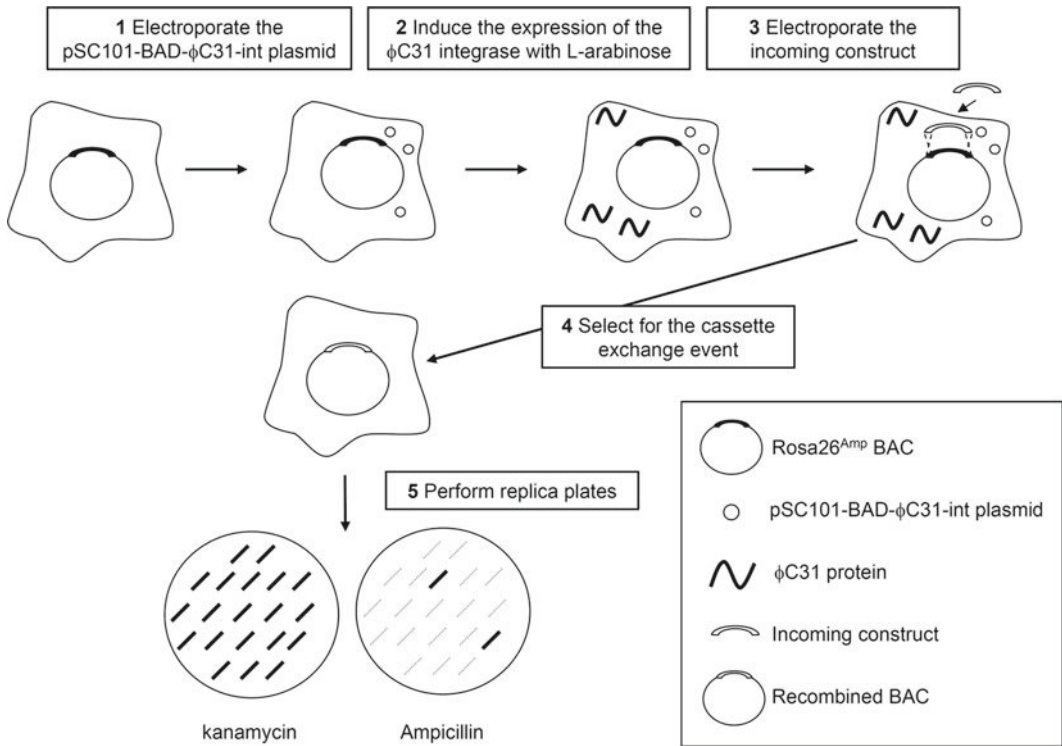 1 Electroporate the
pSC101-BAD-ϕC31-int plasmid
2 Induce the expression of the
ϕC31 integrase with L-arabinose
3 Electroporate the
incoming construct
4 Select for the cassette
exchange event
5 Perform replica plates
kanamycin
Ampicillin
Rosa26ᴬᵐᵖ BAC
pSC101-BAD-ϕC31-int plasmid
ϕC31 protein
Incoming construct
Recombined BAC